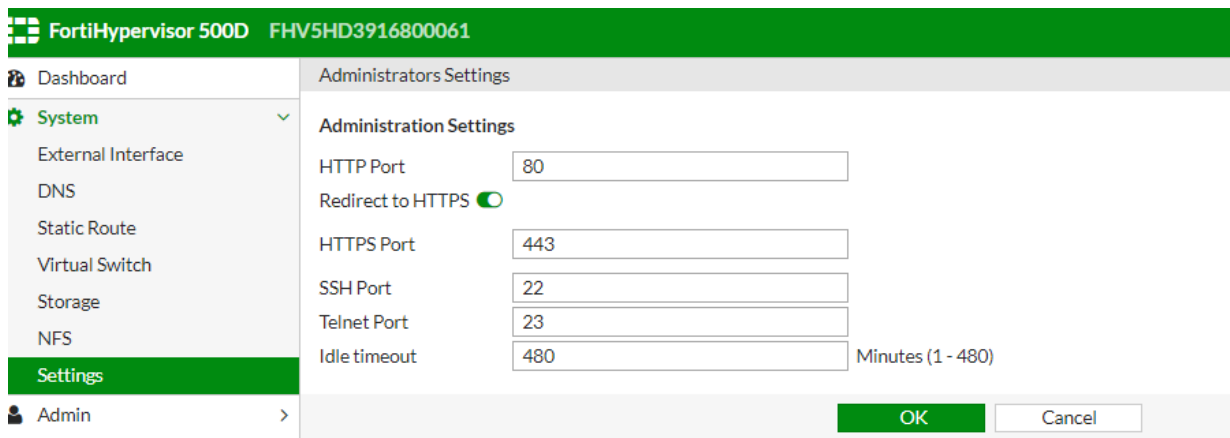 FortiHypervisor 500D FHV5HD3916800061
Dashboard
System
External Interface
DNS
Static Route
Virtual Switch
Storage
NFS
Settings
Admin
Administrators Settings
Administration Settings
HTTP Port 80
Redirect to HTTPS
HTTPS Port 443
SSH Port 22
Telnet Port 23
Idle timeout 480 Minutes (1 - 480)
OK Cancel